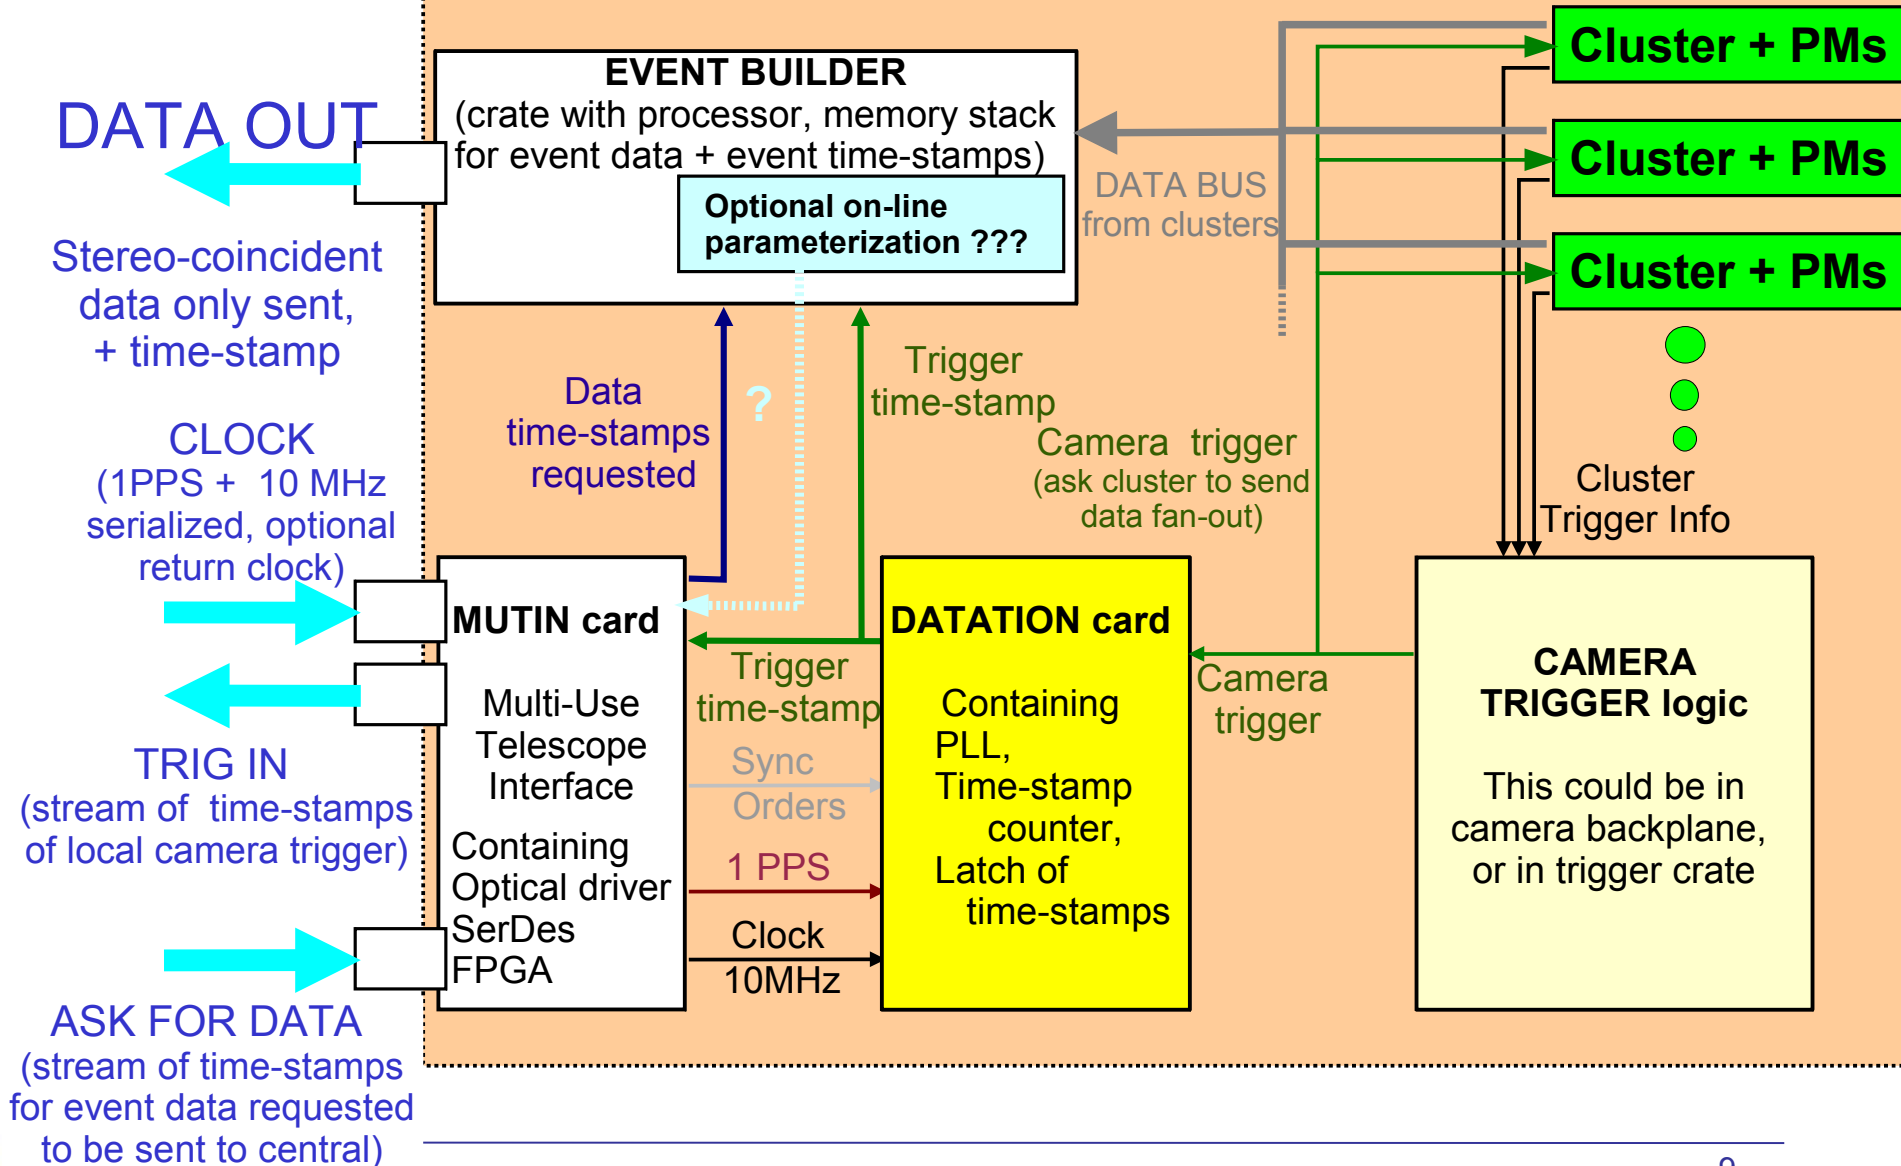 DATA OUT
Stereo-coincident
data only sent,
+ time-stamp
CLOCK
(1PPS + 10 MHz
serialized, optional
return clock)
TRIG IN
(stream of time-stamps
of local camera trigger)
ASK FOR DATA
(stream of time-stamps
for event data requested
to be sent to central)
EVENT BUILDER
(crate with processor, memory stack
for event data + event time-stamps)
Optional on-line
parameterization ???
DATA BUS
from clusters
Cluster + PMs
Cluster + PMs
Cluster + PMs
Data
time-stamps
requested
?
Trigger
time-stamp
Camera trigger
(ask cluster to send
data fan-out)
Cluster
Trigger Info
MUTIN card
Multi-Use
Telescope
Interface
Containing
Optical driver
SerDes
FPGA
Trigger
time-stamp
Sync
Orders
1 PPS
Clock
10MHz
DATATION card
Containing
PLL,
Time-stamp
counter,
Latch of
time-stamps
Camera
trigger
CAMERA
TRIGGER logic
This could be in
camera backplane,
or in trigger crate